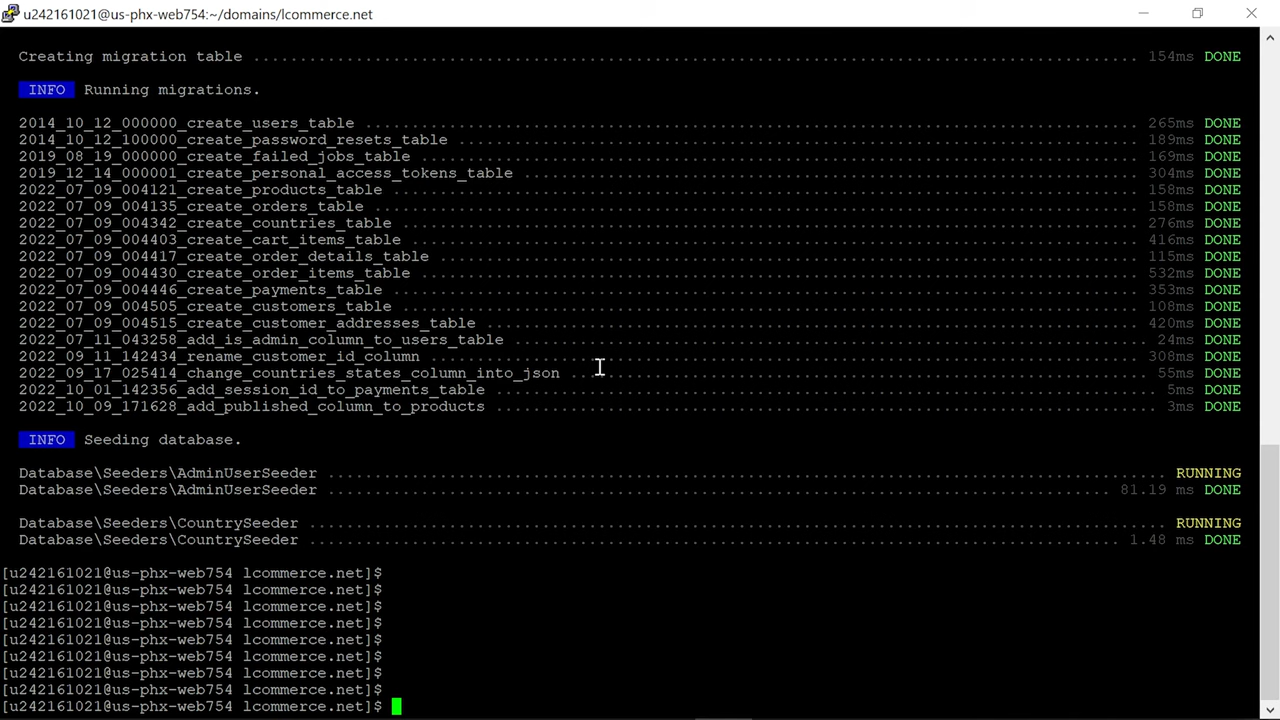 u242161021@us-phx-web754:~/domains/lcommerce.net
Creating migration table ............................................................................................... 154ms DONE
INFO Running migrations.
2014_10_12_000000_create_users_table ................................................................................... 265ms DONE
2014_10_12_100000_create_password_resets_table ......................................................................... 189ms DONE
2019_08_19_000000_create_failed_jobs_table ............................................................................. 169ms DONE
2019_12_14_000001_create_personal_access_tokens_table .................................................................. 304ms DONE
2022_07_09_004121_create_products_table ................................................................................ 158ms DONE
2022_07_09_004135_create_orders_table .................................................................................. 158ms DONE
2022_07_09_004342_create_countries_table ............................................................................... 276ms DONE
2022_07_09_004403_create_cart_items_table .............................................................................. 416ms DONE
2022_07_09_004417_create_order_details_table ........................................................................... 115ms DONE
2022_07_09_004430_create_order_items_table ............................................................................. 532ms DONE
2022_07_09_004446_create_payments_table ................................................................................ 353ms DONE
2022_07_09_004505_create_customers_table ............................................................................... 108ms DONE
2022_07_09_004515_create_customer_addresses_table ...................................................................... 420ms DONE
2022_07_11_043258_add_is_admin_column_to_users_table ................................................................... 24ms DONE
2022_09_11_142434_rename_customer_id_column ............................................................................ 308ms DONE
2022_09_17_025414_change_countries_states_column_into_json ............................................................. 55ms DONE
2022_10_01_142356_add_session_id_to_payments_table ..................................................................... 5ms DONE
2022_10_09_171628_add_published_column_to_products ..................................................................... 3ms DONE
INFO Seeding database.
Database\Seeders\AdminUserSeeder ......................................................................................... RUNNING
Database\Seeders\AdminUserSeeder ................................................................................... 81.19 ms DONE
Database\Seeders\CountrySeeder ........................................................................................... RUNNING
Database\Seeders\CountrySeeder ...................................................................................... 1.48 ms DONE
[u242161021@us-phx-web754 lcommerce.net]$
[u242161021@us-phx-web754 lcommerce.net]$
[u242161021@us-phx-web754 lcommerce.net]$
[u242161021@us-phx-web754 lcommerce.net]$
[u242161021@us-phx-web754 lcommerce.net]$
[u242161021@us-phx-web754 lcommerce.net]$
[u242161021@us-phx-web754 lcommerce.net]$
[u242161021@us-phx-web754 lcommerce.net]$
[u242161021@us-phx-web754 lcommerce.net]$